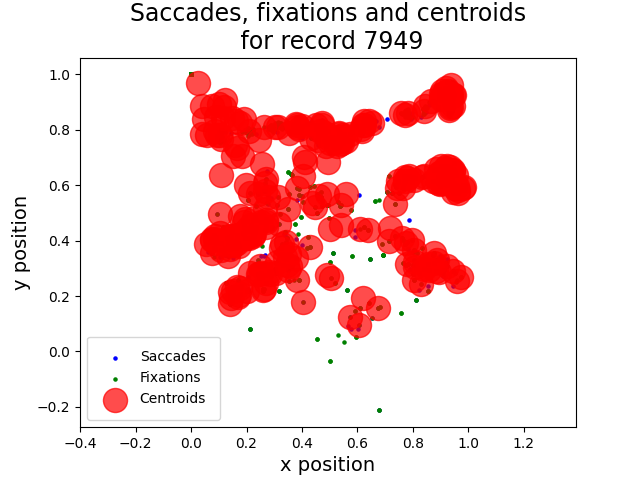 Saccades, fixations and centroids
for record 7949
y position
1.0
0.8
0.6
0.4
0.2
0.0
−0.2
Saccades
Fixations
Centroids
−0.4
−0.2
0.0
0.2
0.4
0.6
0.8
1.0
1.2
x position